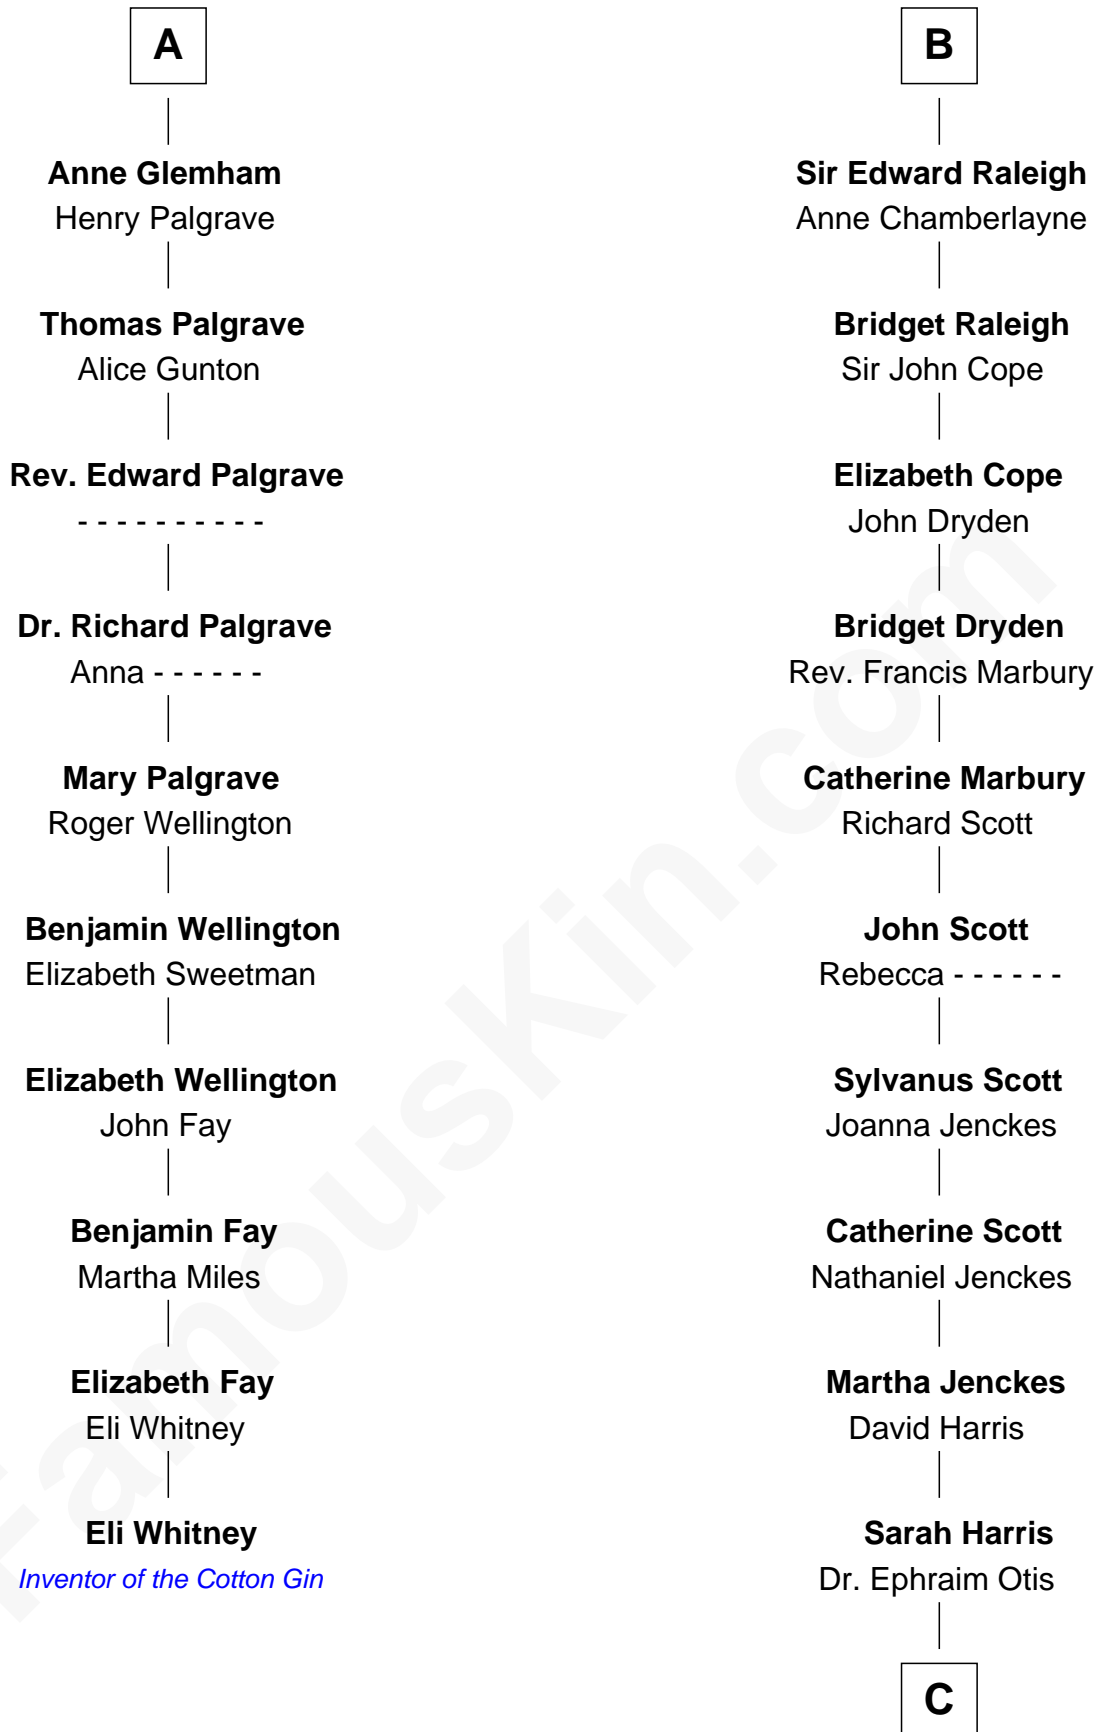 A
Anne Glemham
Henry Palgrave
Thomas Palgrave
Alice Gunton
Rev. Edward Palgrave
- - - - - - - - - -
Dr. Richard Palgrave
Anna - - - - - -
Mary Palgrave
Roger Wellington
Benjamin Wellington
Elizabeth Sweetman
Elizabeth Wellington
John Fay
Benjamin Fay
Martha Miles
Elizabeth Fay
Eli Whitney
Eli Whitney
Inventor of the Cotton Gin
B
Sir Edward Raleigh
Anne Chamberlayne
Bridget Raleigh
Sir John Cope
Elizabeth Cope
John Dryden
Bridget Dryden
Rev. Francis Marbury
Catherine Marbury
Richard Scott
John Scott
Rebecca - - - - - -
Sylvanus Scott
Joanna Jenckes
Catherine Scott
Nathaniel Jenckes
Martha Jenckes
David Harris
Sarah Harris
Dr. Ephraim Otis
C
FamousKin.com